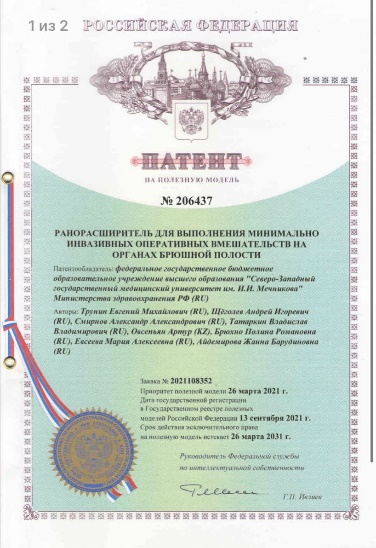 1 из 2
РОССИЙСКАЯ ФЕДЕРАЦИЯ
ПАТЕНТ
НА ПОЛЕЗНУЮ МОДЕЛЬ
№ 206437
РАНОРАСШИРИТЕЛЬ ДЛЯ ВЫПОЛНЕНИЯ МИНИМАЛЬНО
ИНВАЗИВНЫХ ОПЕРАТИВНЫХ ВМЕШАТЕЛЬСТВ НА
ОРГАНАХ БРЮШНОЙ ПОЛОСТИ
Патентообладатель: федеральное государственное бюджетное
образовательное учреждение высшего образования "Северо-Западный
государственный медицинский университет им. И.И. Мечникова"
Министерства здравоохранения РФ (RU)
Авторы: Трунин Евгений Михайлович (RU), Щёголев Андрей Игоревич
(RU), Смирнов Александр Александрович (RU), Татаркин Владислав
Владимирович (RU), Овсепьян Артур (KZ), Брюхно Полина Романовна
(RU), Евсеева Мария Алексеевна (RU), Айдемирова Жанна Барудиновна
(RU)
Заявка № 2021108352
Приоритет полезной модели 26 марта 2021 г.
Дата государственной регистрации
в Государственном реестре полезных
моделей Российской Федерации 13 сентября 2021 г.
Срок действия исключительного права
на полезную модель истекает 26 марта 2031 г.
Руководитель Федеральной службы
по интеллектуальной собственности
Г.П. Ивлиев